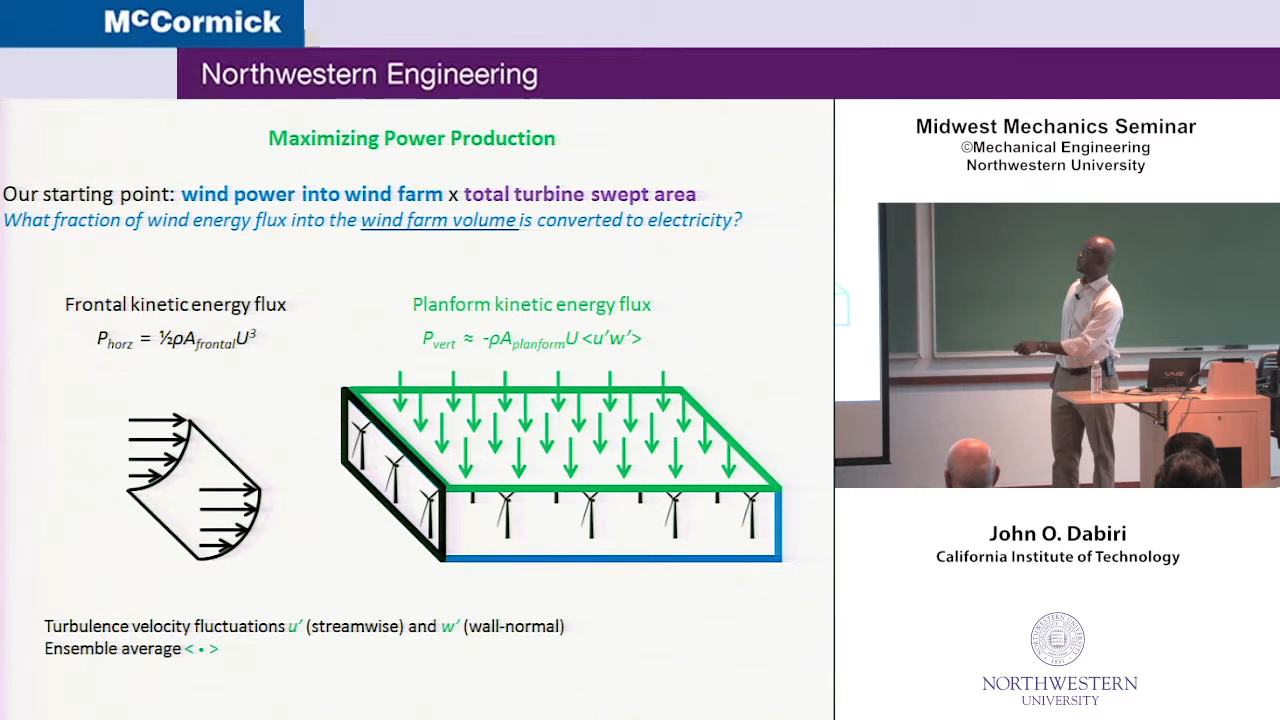 McCormick
Northwestern Engineering
Maximizing Power Production
Our starting point: wind power into wind farm x total turbine swept area
What fraction of wind energy flux into the wind farm volume is converted to electricity?
Frontal kinetic energy flux
P_horz = ½ρA_frontalU³
Planform kinetic energy flux
P_vert ≈ -ρA_planformU <u'w'>
Turbulence velocity fluctuations u' (streamwise) and w' (wall-normal)
Ensemble average < • >
Midwest Mechanics Seminar
©Mechanical Engineering
Northwestern University
VAIO
John O. Dabiri
California Institute of Technology
NORTHWESTERN
UNIVERSITY